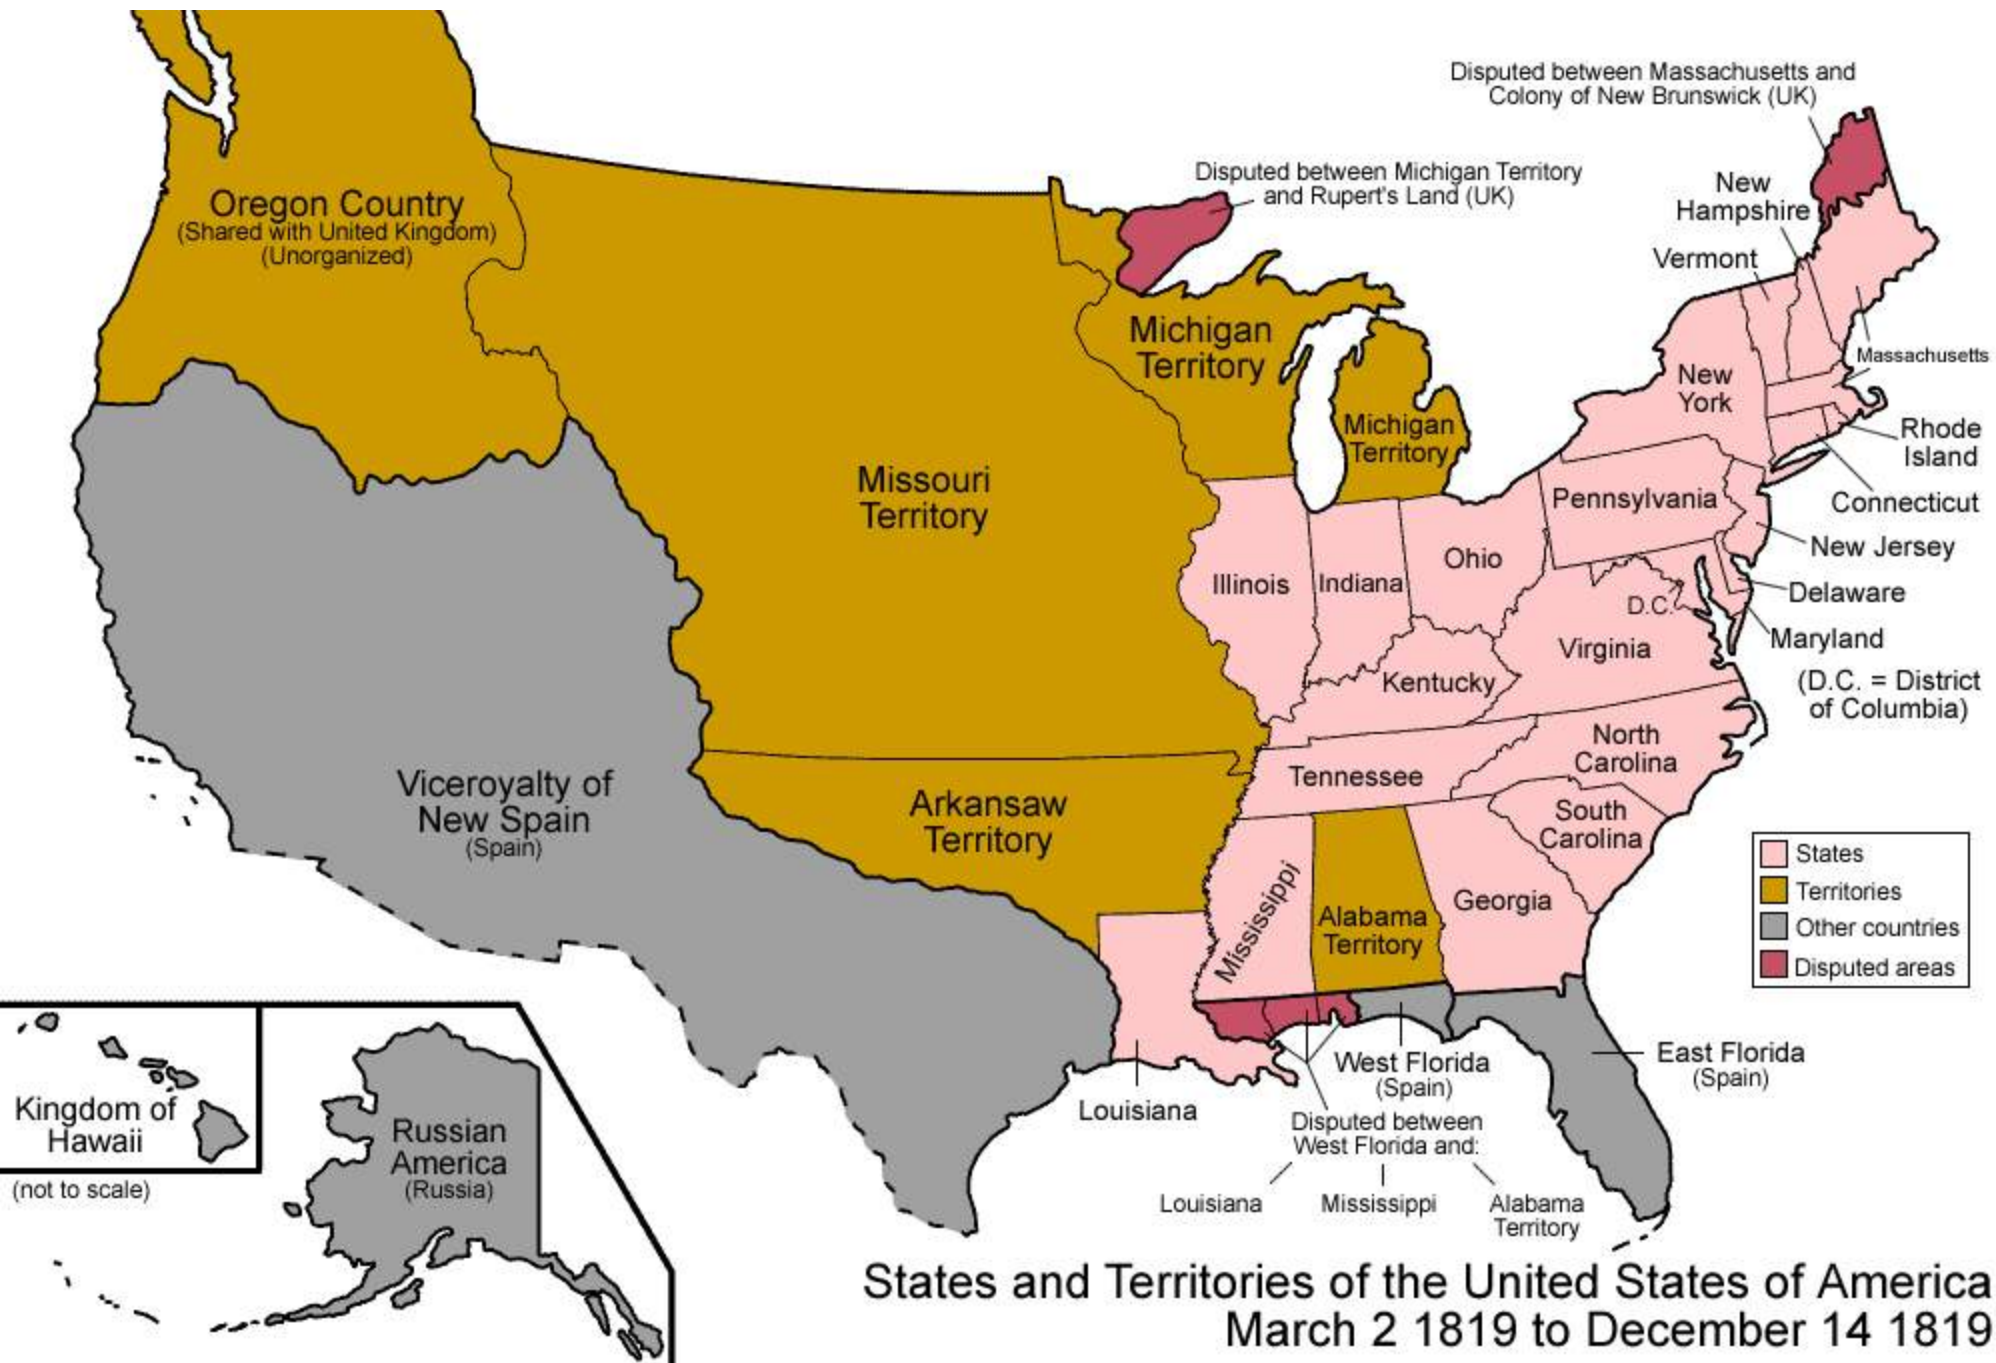 Disputed between Massachusetts and
Colony of New Brunswick (UK)
Disputed between Michigan Territory
and Rupert's Land (UK)
New
Hampshire
Vermont
Oregon Country
(Shared with United Kingdom)
(Unorganized)
Michigan
Territory
Massachusetts
New
York
Michigan
Territory
Rhode
Island
Missouri
Territory
Pennsylvania
Connecticut
New Jersey
Ohio
Illinois
Indiana
Delaware
D.C.
Maryland
Virginia
Kentucky
(D.C. = District
of Columbia)
North
Carolina
Tennessee
Viceroyalty of
New Spain
(Spain)
Arkansaw
Territory
South
Carolina
States
Territories
Other countries
Disputed areas
Mississippi
Alabama
Territory
Georgia
East Florida
(Spain)
West Florida
(Spain)
Louisiana
Disputed between
West Florida and:
Louisiana
Mississippi
Alabama
Territory
Kingdom of
Hawaii
(not to scale)
Russian
America
(Russia)
States and Territories of the United States of America
March 2 1819 to December 14 1819